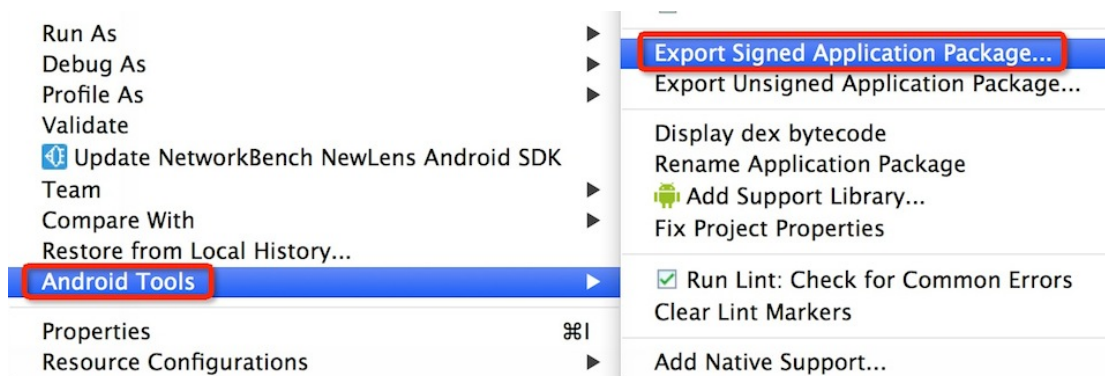 Run As
Debug As
Profile As
Validate
Update NetworkBench NewLens Android SDK
Team
Compare With
Restore from Local History...
Android Tools
Properties ⌘I
Resource Configurations
Export Signed Application Package...
Export Unsigned Application Package...
Display dex bytecode
Rename Application Package
Add Support Library...
Fix Project Properties
Run Lint: Check for Common Errors
Clear Lint Markers
Add Native Support...